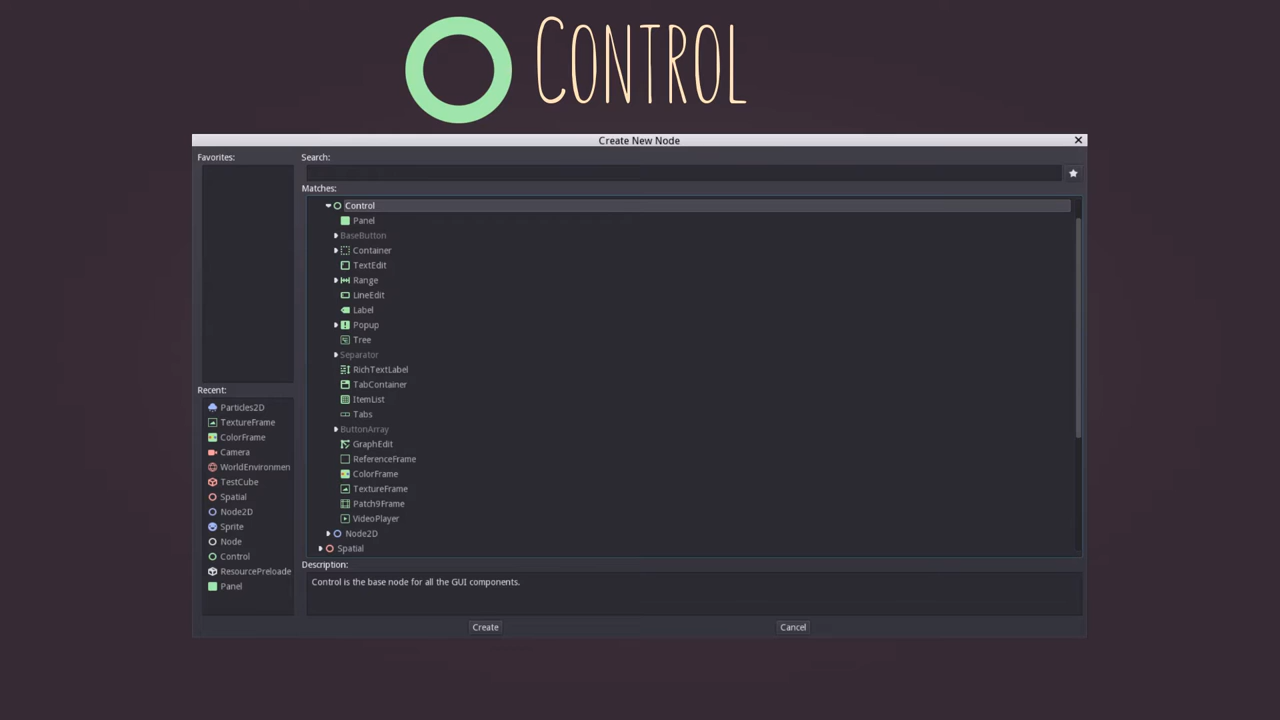 CONTROL
Create New Node
Favorites:
Search:
Matches:
Control
Panel
BaseButton
Container
TextEdit
Range
LineEdit
Label
Popup
Tree
Separator
RichTextLabel
TabContainer
ItemList
Tabs
ButtonArray
GraphEdit
ReferenceFrame
ColorFrame
TextureFrame
Patch9Frame
VideoPlayer
Node2D
Spatial
Recent:
Particles2D
TextureFrame
ColorFrame
Camera
WorldEnvironmen
TestCube
Spatial
Node2D
Sprite
Node
Control
ResourcePreloade
Panel
Description:
Control is the base node for all the GUI components.
Create
Cancel